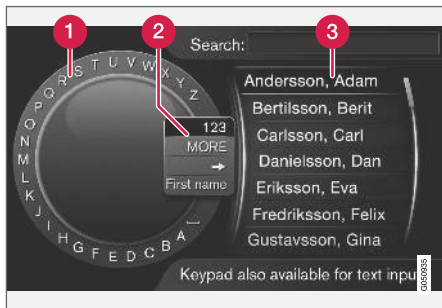 1
2
3
Search:
A B C D E F G H I J K L M N O P Q R S T U V W X Y Z
123
MORE
➞
First name
Andersson, Adam
Bertilsson, Berit
Carlsson, Carl
Danielsson, Dan
Eriksson, Eva
Fredriksson, Felix
Gustavsson, Gina
Keypad also available for text input
G050935